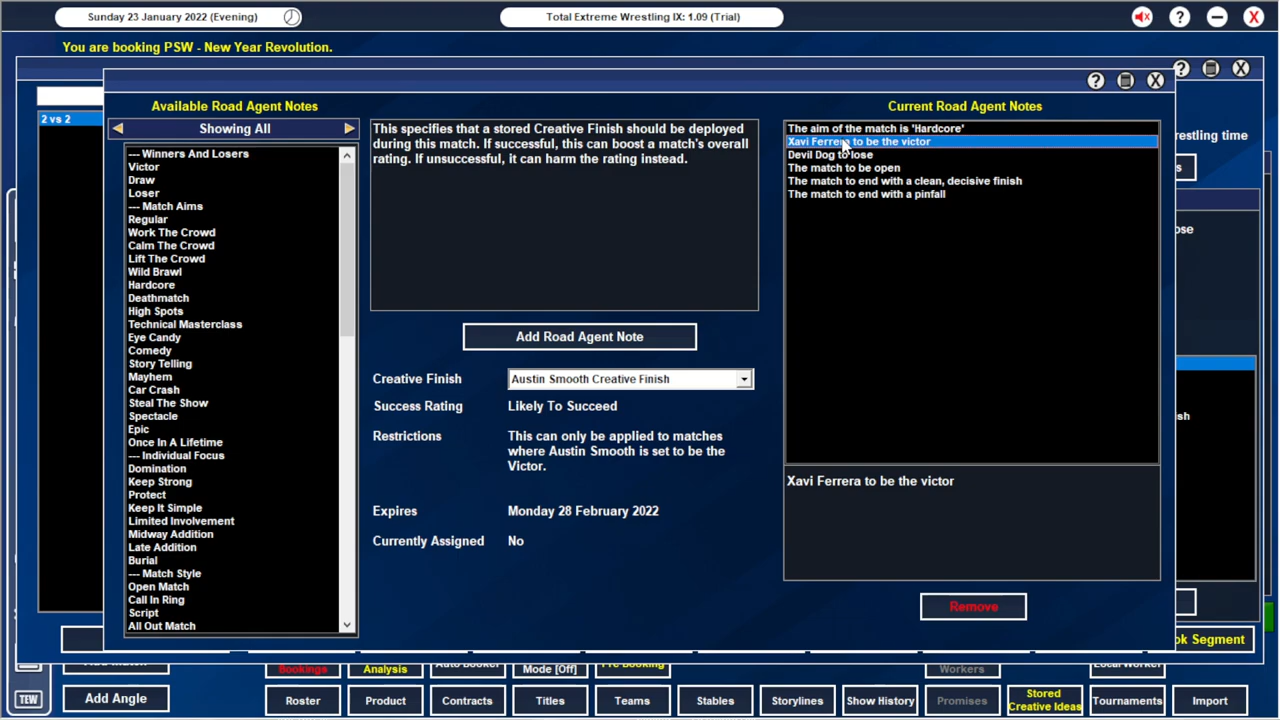 Sunday 23 January 2022 (Evening)
Total Extreme Wrestling IX: 1.09 (Trial)
?
X
You are booking PSW - New Year Revolution.
?
X
?
X
Available Road Agent Notes
Current Road Agent Notes
2 vs 2
Showing All
restling time
s
ose
sh
--- Winners And Losers
Victor
Draw
Loser
--- Match Aims
Regular
Work The Crowd
Calm The Crowd
Lift The Crowd
Wild Brawl
Hardcore
Deathmatch
High Spots
Technical Masterclass
Eye Candy
Comedy
Story Telling
Mayhem
Car Crash
Steal The Show
Spectacle
Epic
Once In A Lifetime
--- Individual Focus
Domination
Keep Strong
Protect
Keep It Simple
Limited Involvement
Midway Addition
Late Addition
Burial
--- Match Style
Open Match
Call In Ring
Script
All Out Match
This specifies that a stored Creative Finish should be deployed
during this match. If successful, this can boost a match's overall
rating. If unsuccessful, it can harm the rating instead.
Add Road Agent Note
Creative Finish
Austin Smooth Creative Finish
Success Rating
Likely To Succeed
Restrictions
This can only be applied to matches
where Austin Smooth is set to be the
Victor.
Expires
Monday 28 February 2022
Currently Assigned
No
The aim of the match is 'Hardcore'
Xavi Ferrera to be the victor
Devil Dog to lose
The match to be open
The match to end with a clean, decisive finish
The match to end with a pinfall
Xavi Ferrera to be the victor
Remove
ok Segment
Bookings
Analysis
Auto Booker
Mode [Off]
Pre Booking
Workers
Local Worker
TEW
Add Angle
Roster
Product
Contracts
Titles
Teams
Stables
Storylines
Show History
Promises
Stored
Creative Ideas
Tournaments
Import